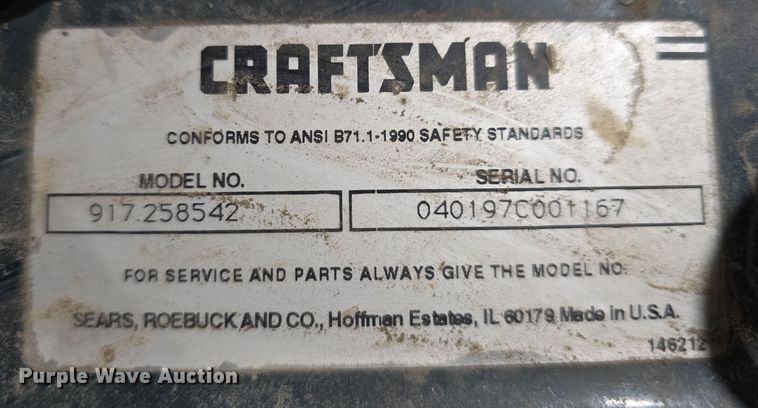 CRAFTSMAN
CONFORMS TO ANSI B71.1-1990 SAFETY STANDARDS
MODEL NO. SERIAL NO.
917.258542 040197C001167
FOR SERVICE AND PARTS ALWAYS GIVE THE MODEL NO.
SEARS, ROEBUCK AND CO., Hoffman Estates, IL 60179 Made in U.S.A.
146212
Purple Wave Auction